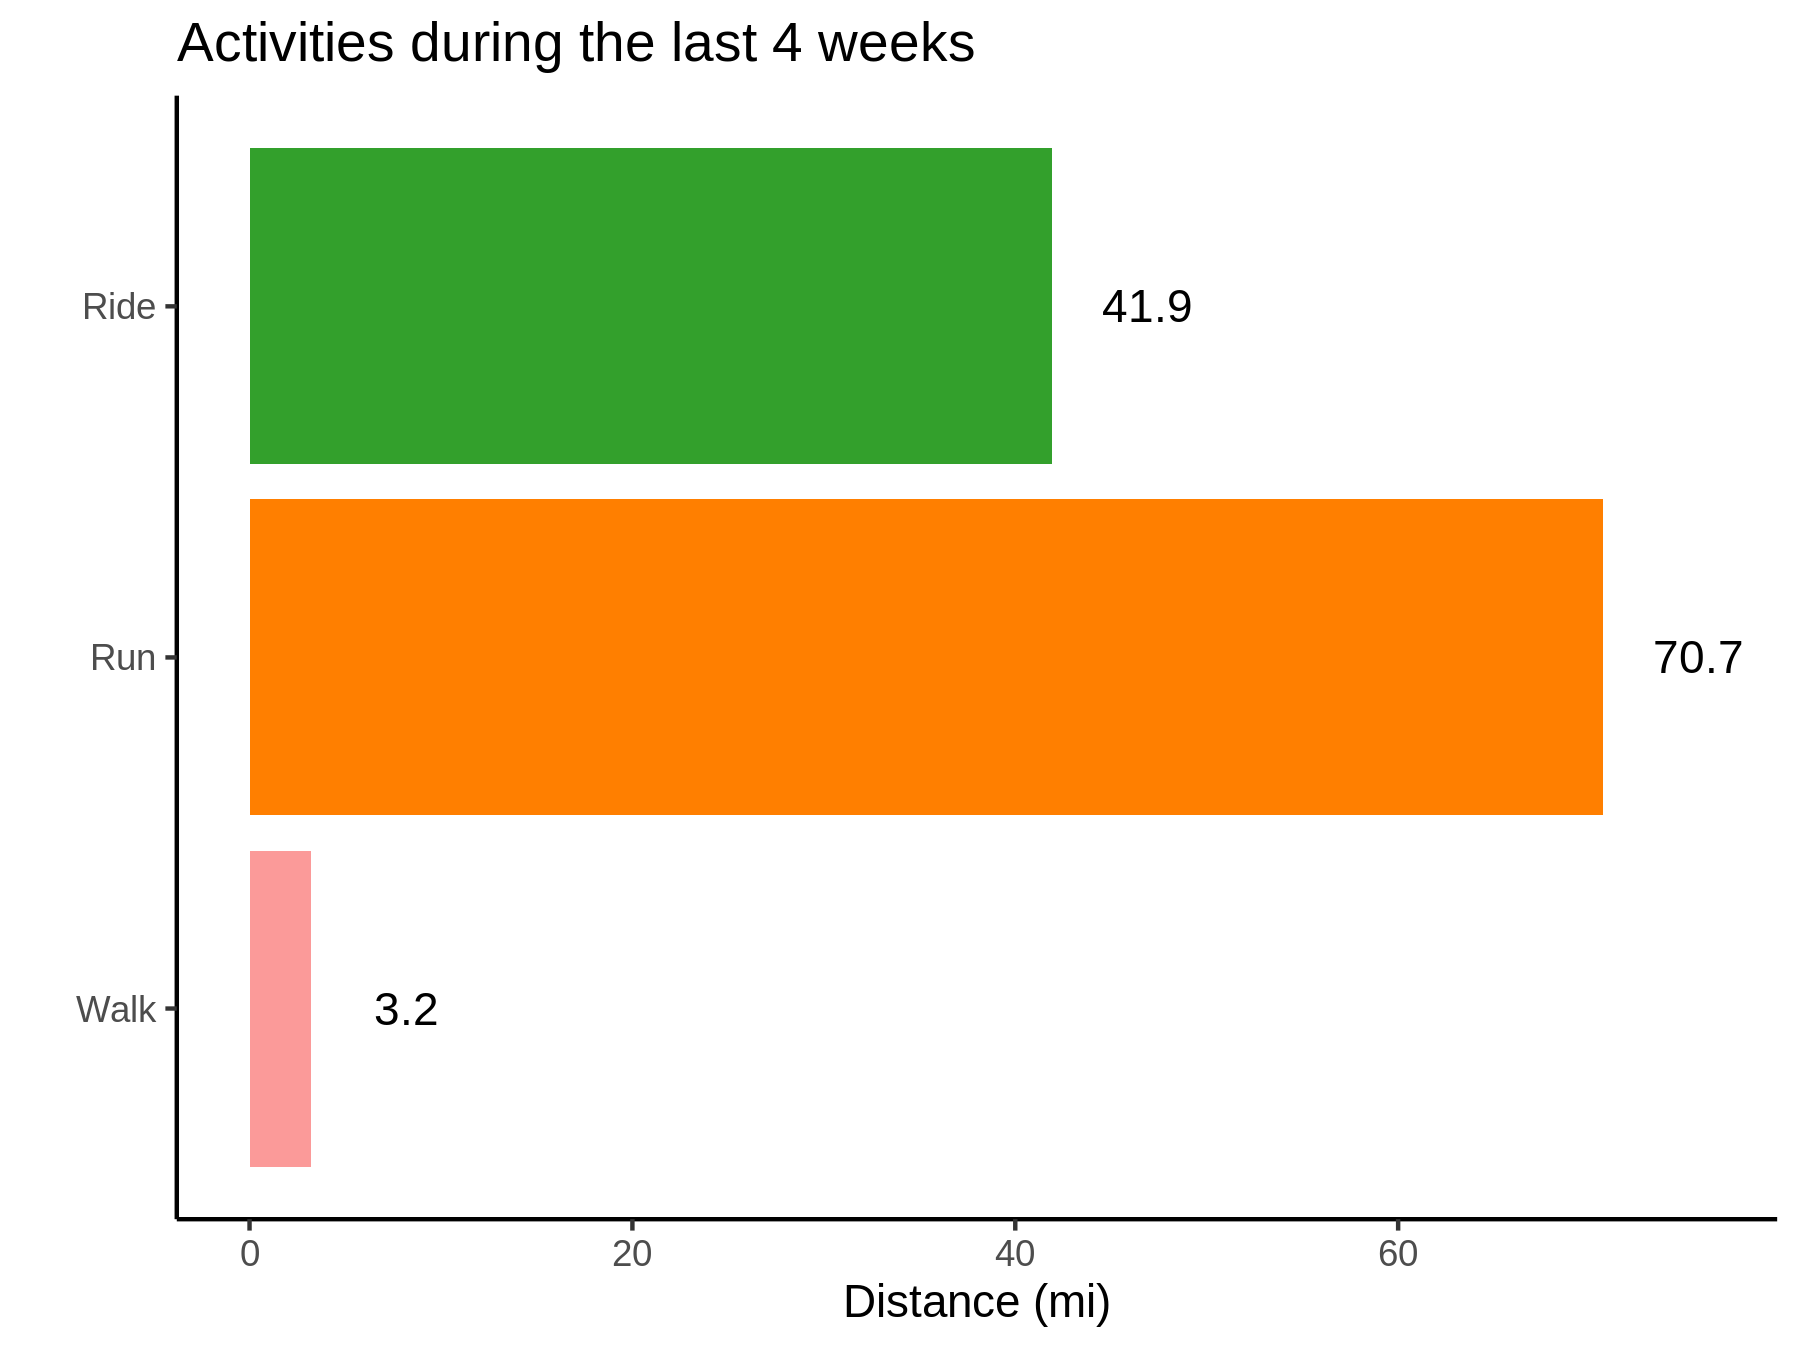 Activities during the last 4 weeks
Ride
41.9
Run
70.7
Walk
3.2
0 20 40 60
Distance (mi)